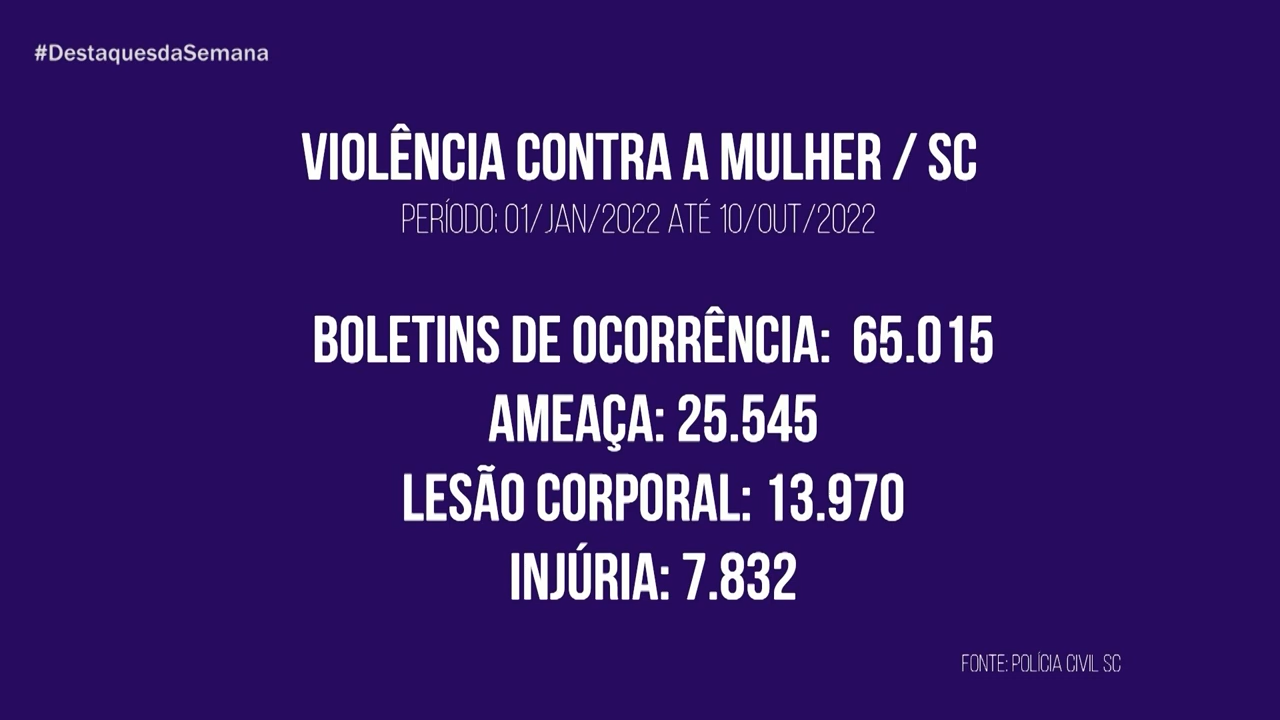 #DestaquesdaSemana
VIOLÊNCIA CONTRA A MULHER / SC
PERÍODO: 01/JAN/2022 ATÉ 10/OUT/2022
BOLETINS DE OCORRÊNCIA: 65.015
AMEAÇA: 25.545
LESÃO CORPORAL: 13.970
INJÚRIA: 7.832
FONTE: POLÍCIA CIVIL SC